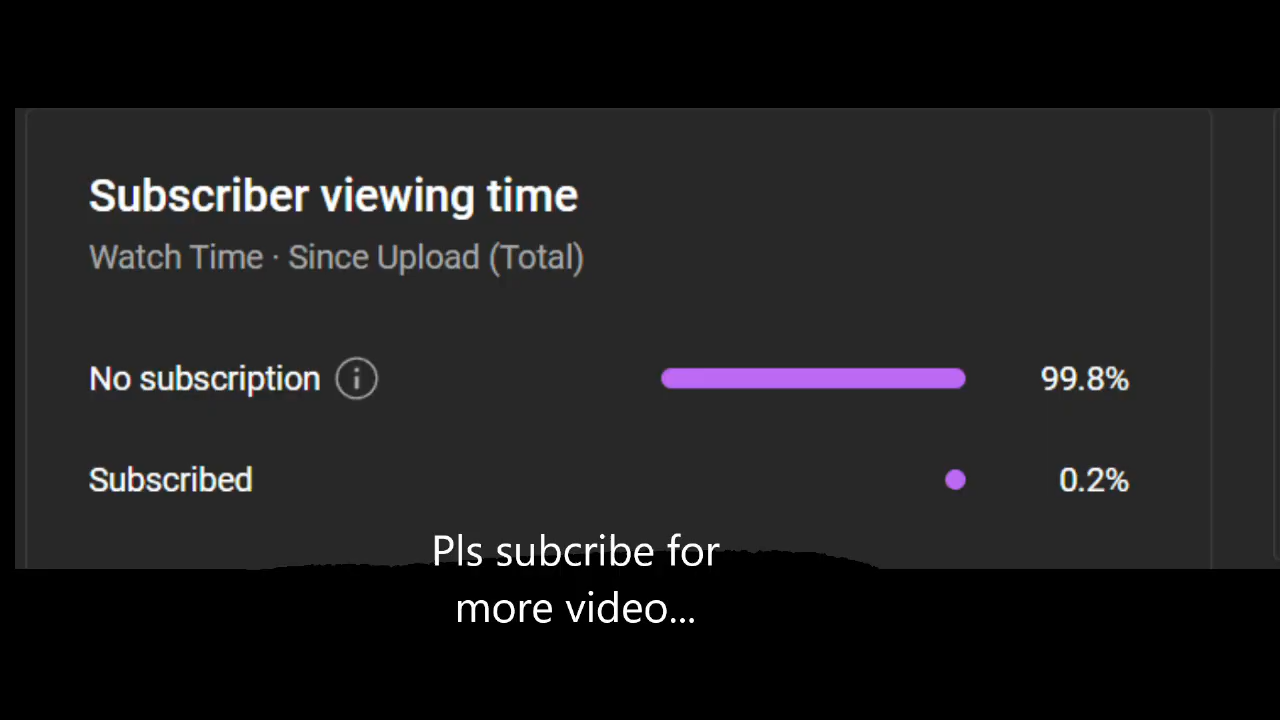 Subscriber viewing time
Watch Time · Since Upload (Total)
No subscription 99.8%
Subscribed 0.2%
Pls subcribe for
more video...